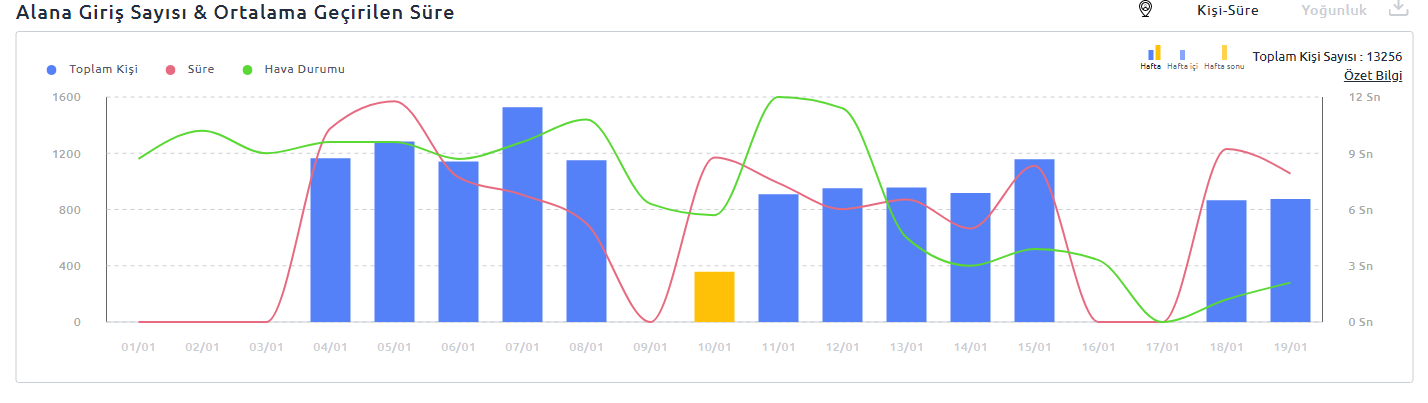 Alana Giriş Sayısı & Ortalama Geçirilen Süre
Kişi-Süre Yoğunluk
Toplam Kişi Süre Hava Durumu
Hafta Hafta içi Hafta sonu
Toplam Kişi Sayısı : 13256
Özet Bilgi
1600 12 Sn
1200 9 Sn
800 6 Sn
400 3 Sn
0 0 Sn
01/01 02/01 03/01 04/01 05/01 06/01 07/01 08/01 09/01 10/01 11/01 12/01 13/01 14/01 15/01 16/01 17/01 18/01 19/01